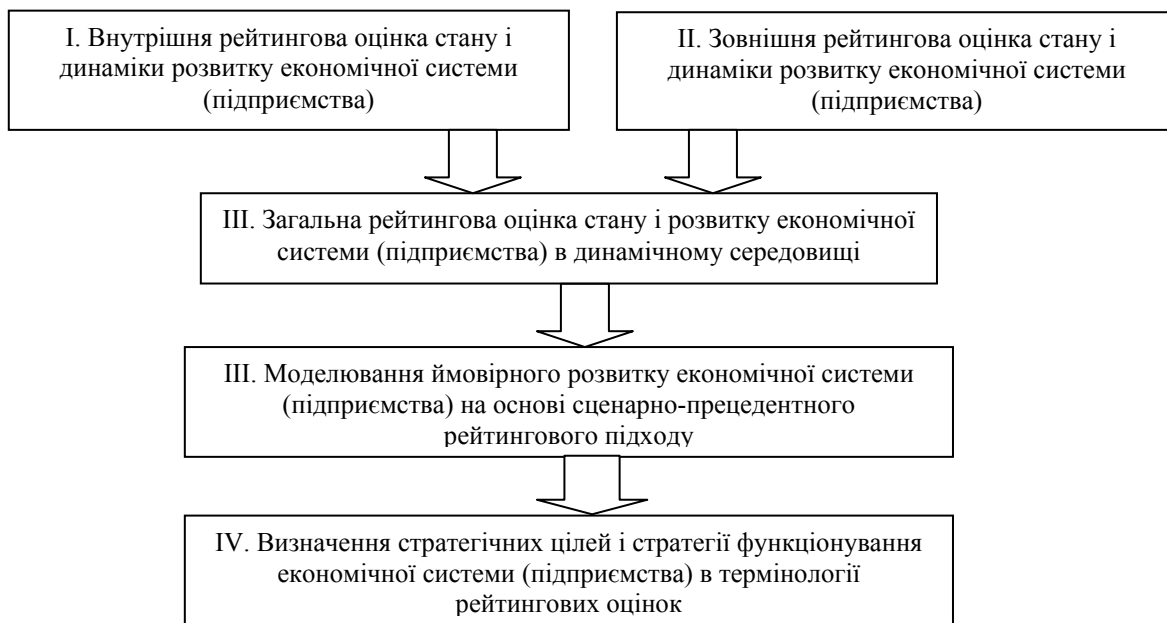 I. Внутрішня рейтингова оцінка стану і
динаміки розвитку економічної системи
(підприємства)
II. Зовнішня рейтингова оцінка стану і
динаміки розвитку економічної системи
(підприємства)
III. Загальна рейтингова оцінка стану і розвитку економічної
системи (підприємства) в динамічному середовищі
III. Моделювання ймовірного розвитку економічної системи
(підприємства) на основі сценарно-прецедентного
рейтингового підходу
IV. Визначення стратегічних цілей і стратегії функціонування
економічної системи (підприємства) в термінології
рейтингових оцінок